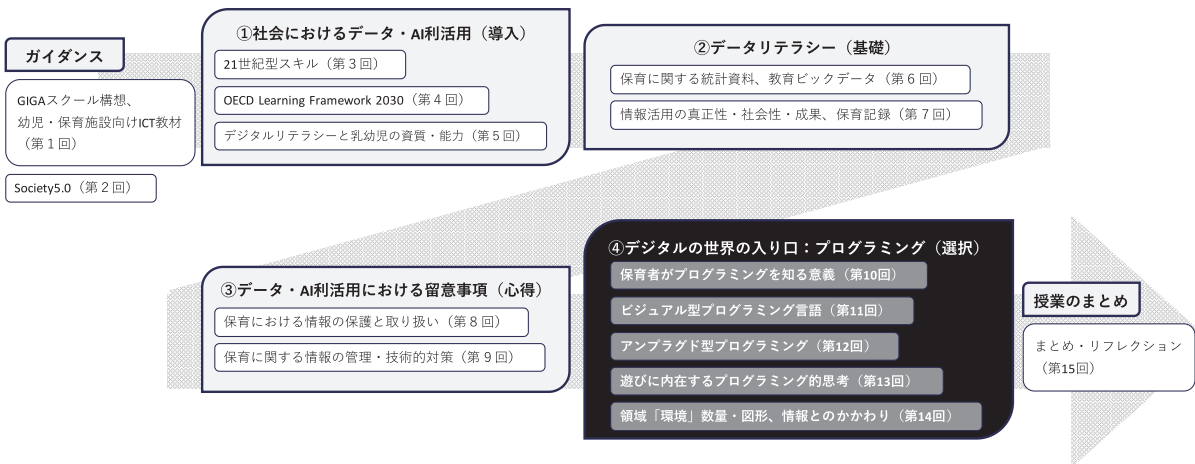 ガイダンス
GIGAスクール構想、
幼児・保育施設向けICT教材
（第１回）
Society5.0（第２回）
①社会におけるデータ・AI利活用（導入）
21世紀型スキル（第３回）
OECD Learning Framework 2030（第４回）
デジタルリテラシーと乳幼児の資質・能力（第５回）
②データリテラシー（基礎）
保育に関する統計資料、教育ビックデータ（第６回）
情報活用の真正性・社会性・成果、保育記録（第７回）
③データ・AI利活用における留意事項（心得）
保育における情報の保護と取り扱い（第８回）
保育に関する情報の管理・技術的対策（第９回）
④デジタルの世界の入り口：プログラミング（選択）
保育者がプログラミングを知る意義（第10回）
ビジュアル型プログラミング言語（第11回）
アンプラグド型プログラミング（第12回）
遊びに内在するプログラミング的思考（第13回）
領域「環境」数量・図形、情報とのかかわり（第14回）
授業のまとめ
まとめ・リフレクション
（第15回）